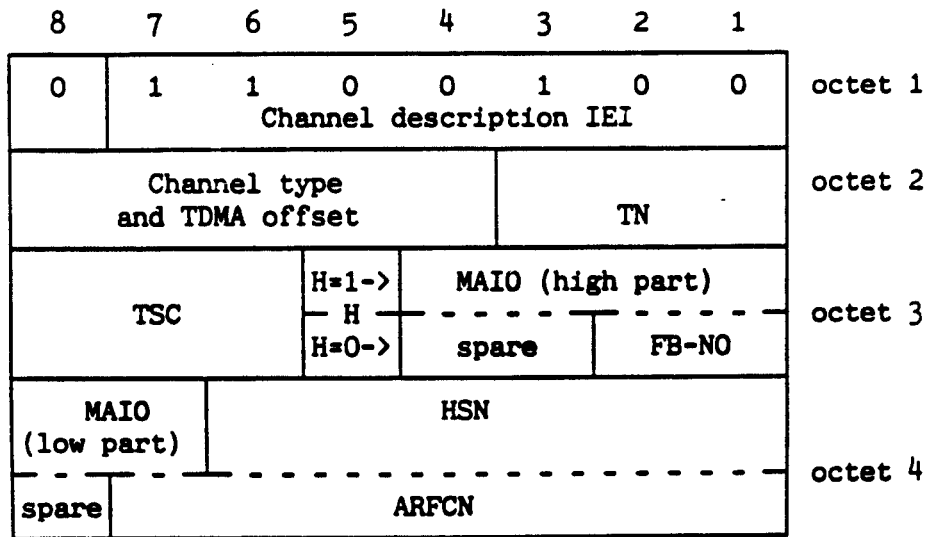 8 7 6 5 4 3 2 1
0 1 1 0 0 1 0 0 octet 1
Channel description IEI
Channel type
and TDMA offset TN octet 2
H=1-> MAIO (high part)
TSC H octet 3
H=0-> spare FB-NO
MAIO HSN
(low part)
octet 4
spare ARFCN